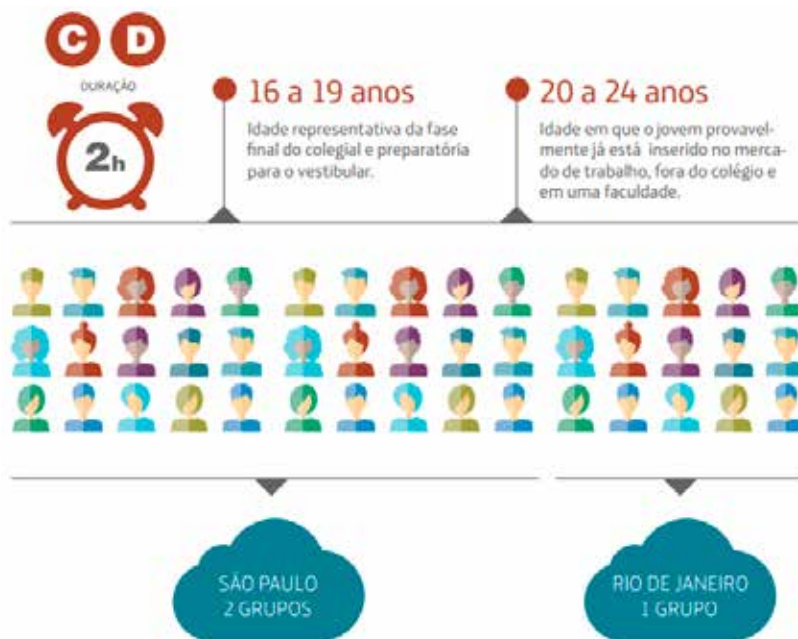 C D
DURAÇÃO
2h
16 a 19 anos
Idade representativa da fase
final do colegial e preparatória
para o vestibular.
20 a 24 anos
Idade em que o jovem provavel-
mente já está inserido no merca-
do de trabalho, fora do colégio e
em uma faculdade.
SÃO PAULO
2 GRUPOS
RIO DE JANEIRO
1 GRUPO